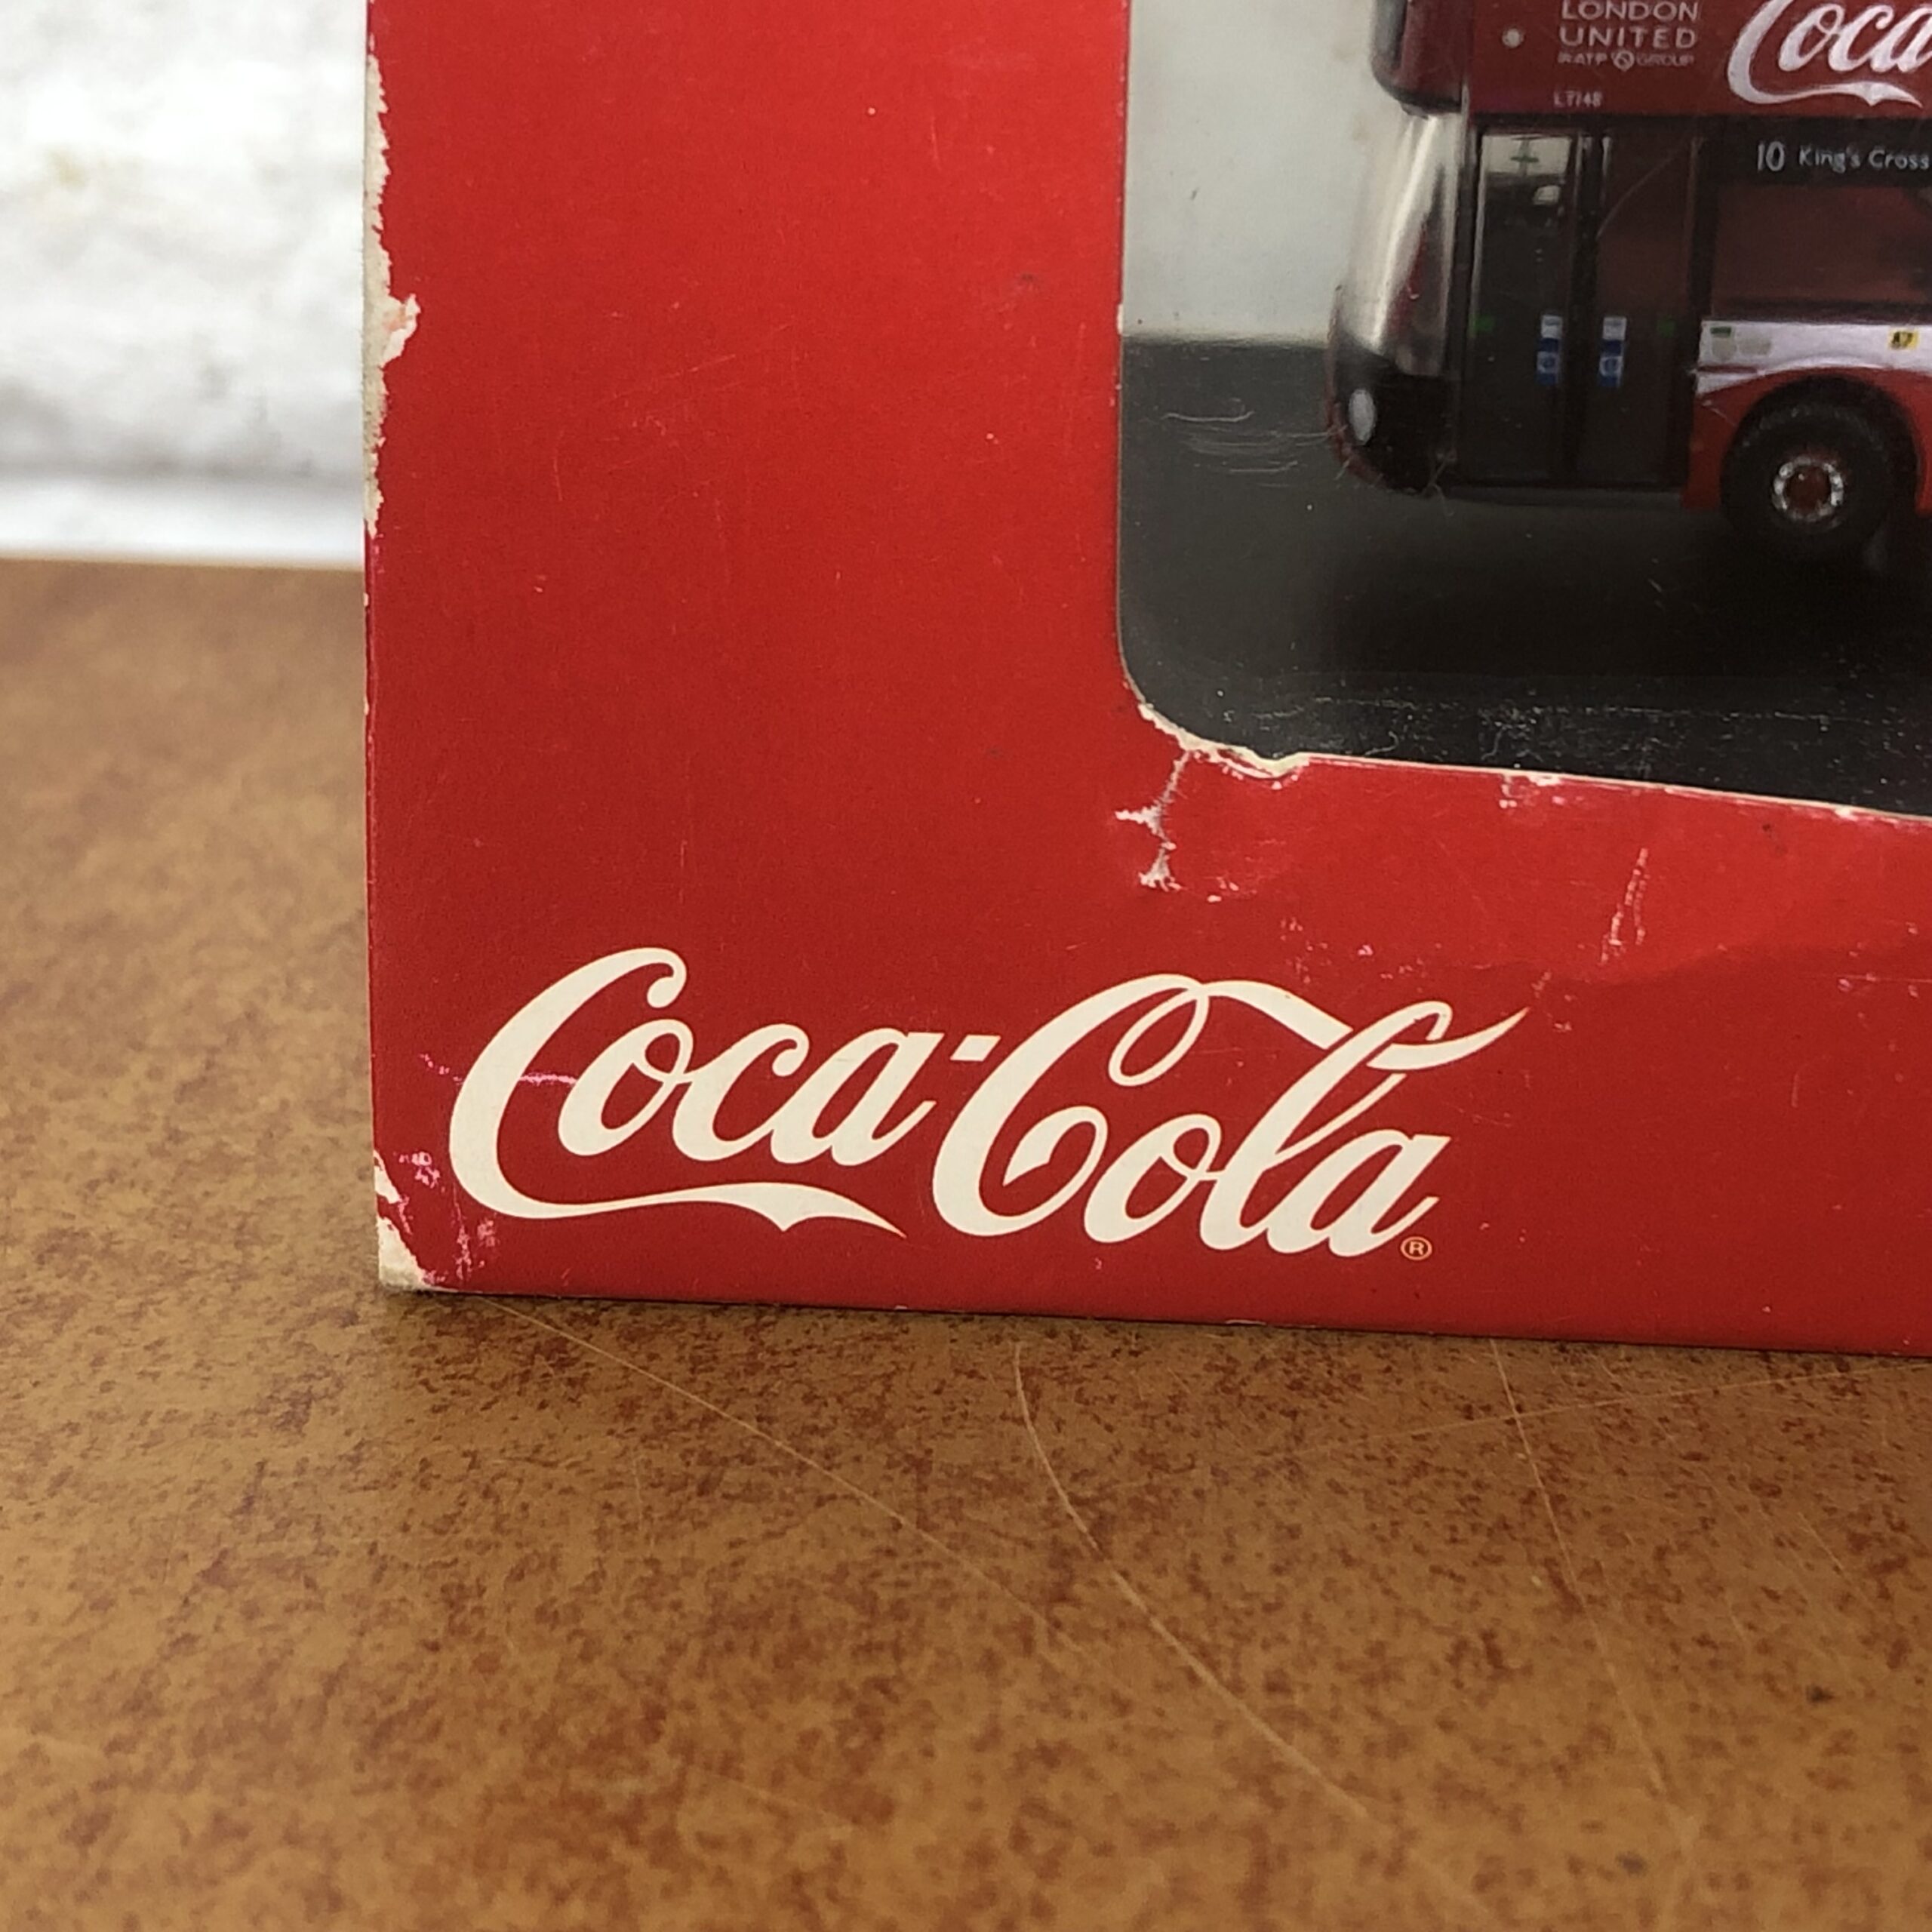 LONDON
UNITED
RATP GROUP
Coca
LT148
10 King's Cross
Coca-Cola®